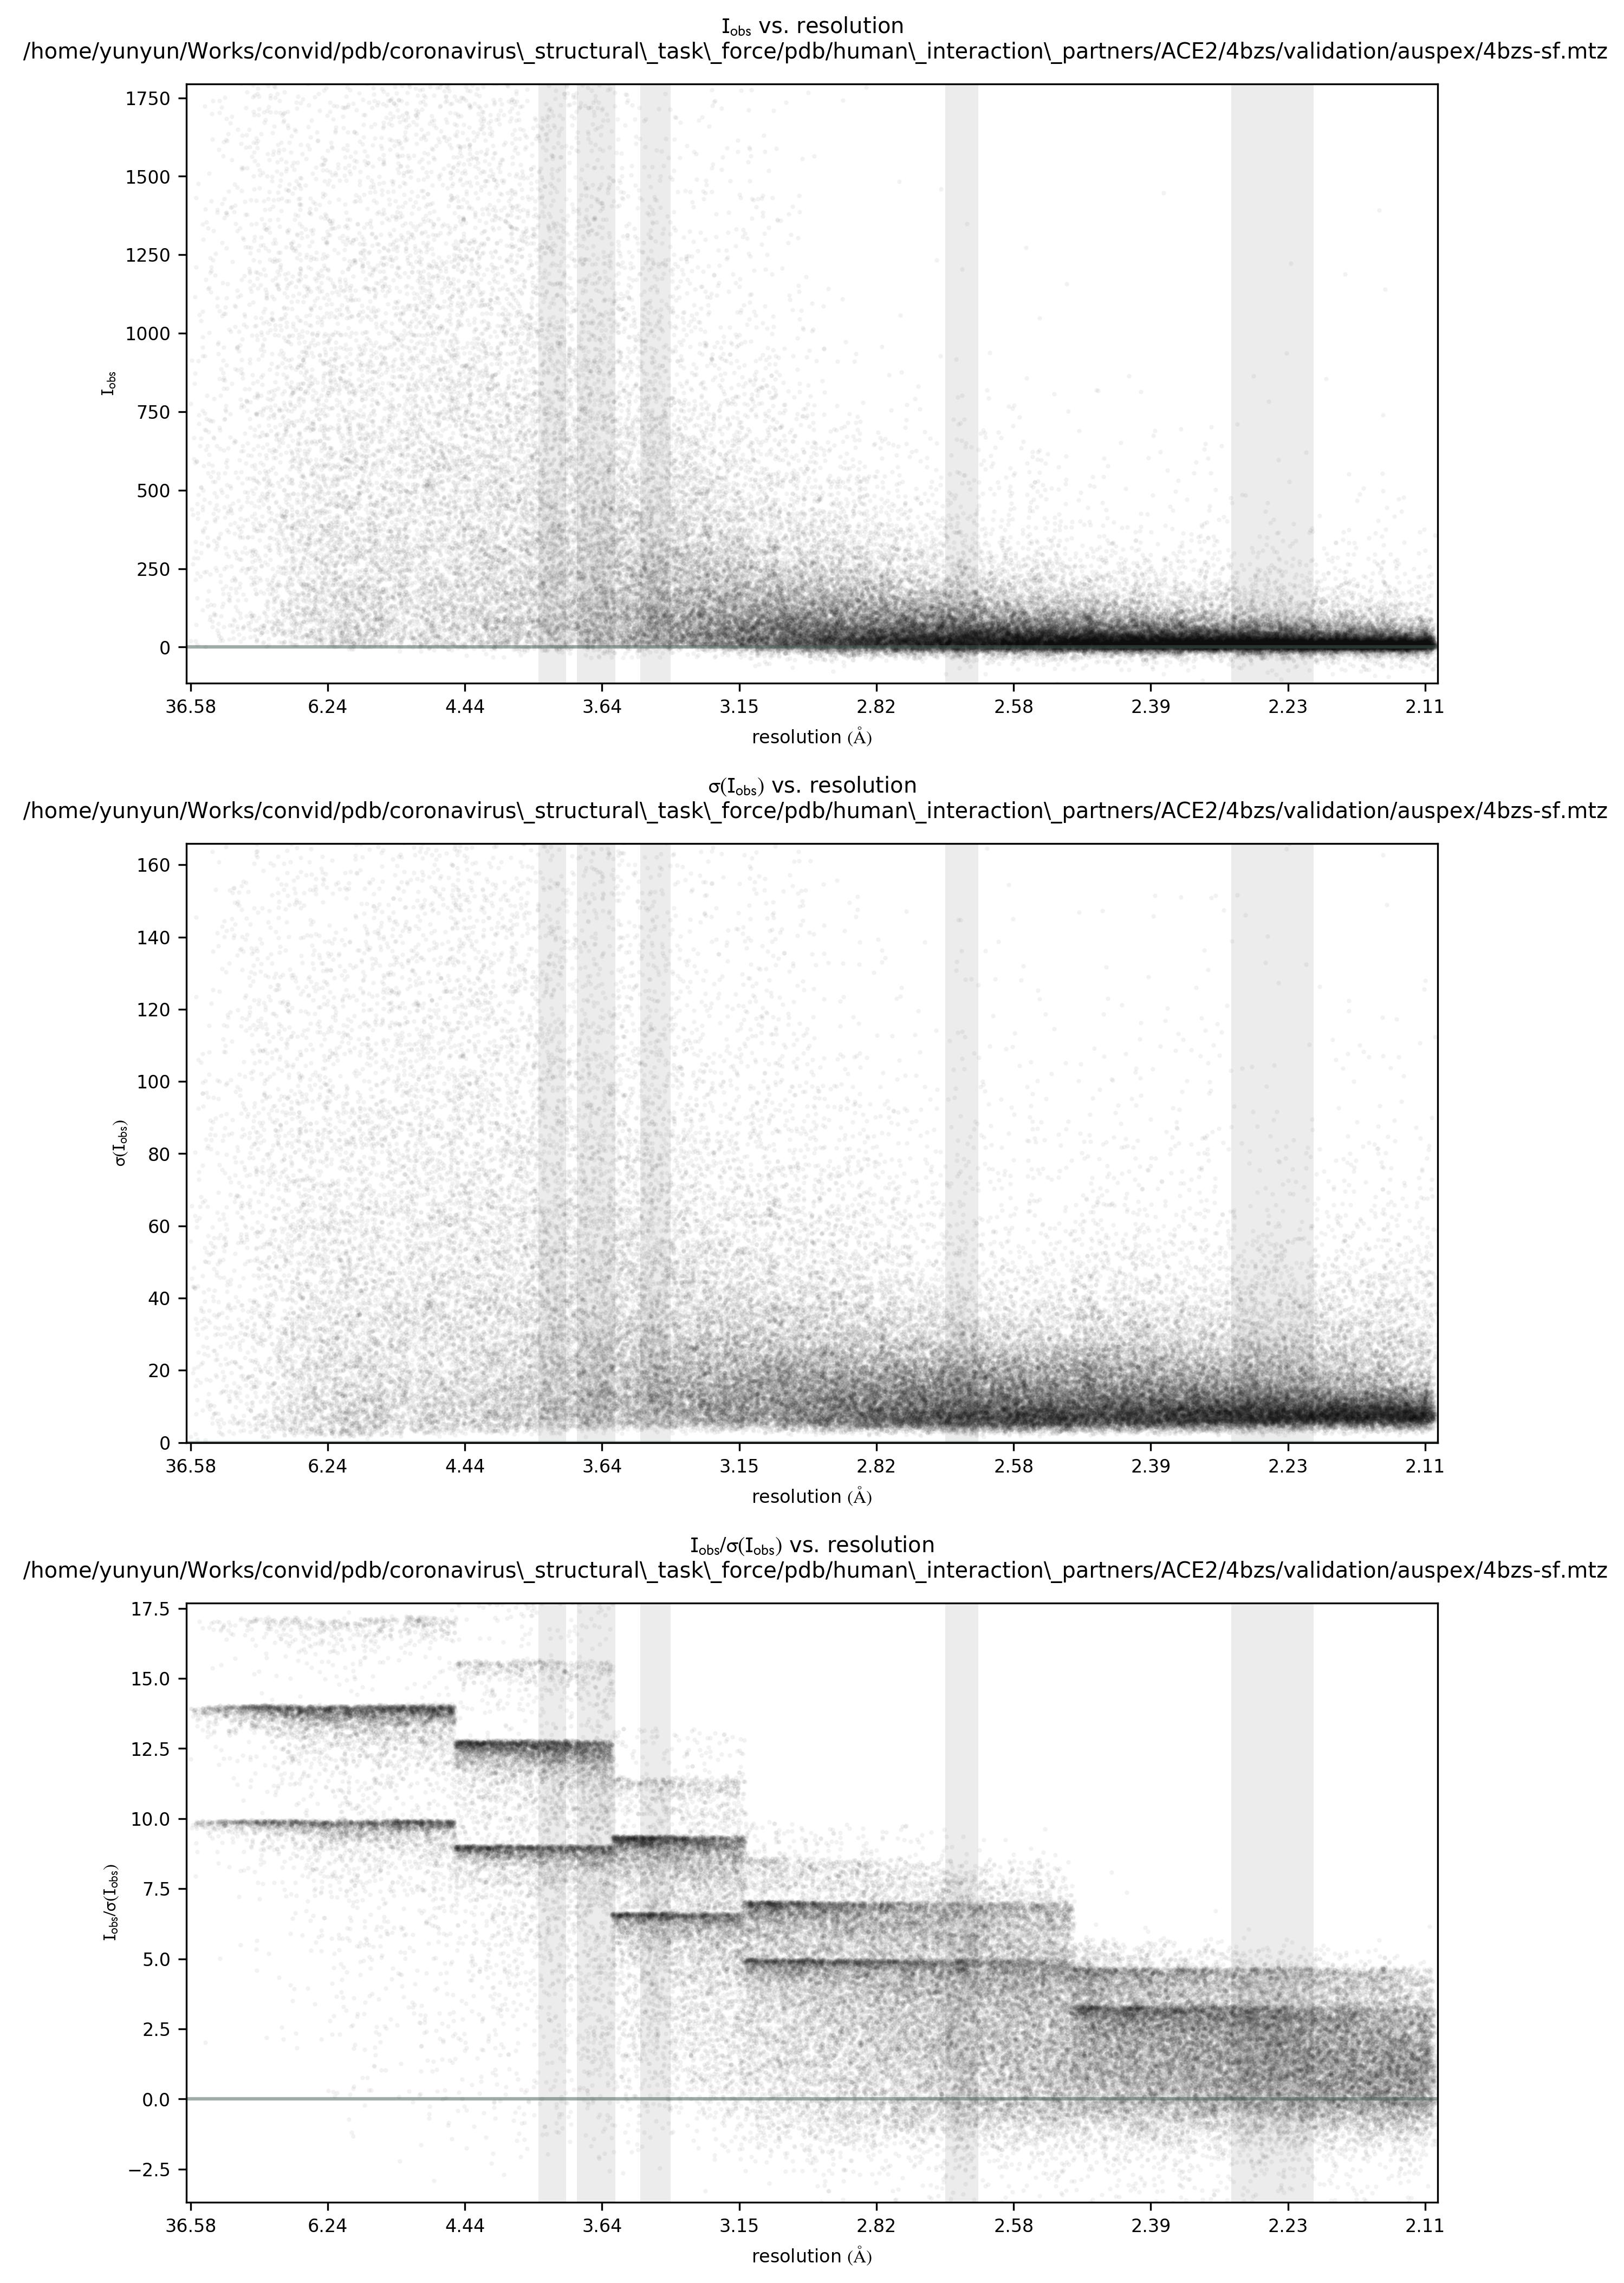 I_obs vs. resolution
/home/yunyun/Works/convid/pdb/coronavirus\_structural\_task\_force/pdb/human\_interaction\_partners/ACE2/4bzs/validation/auspex/4bzs-sf.mtz
1750
1500
1250
1000
750
500
250
0
I_obs
36.58 6.24 4.44 3.64 3.15 2.82 2.58 2.39 2.23 2.11
resolution (Å)
σ(I_obs) vs. resolution
/home/yunyun/Works/convid/pdb/coronavirus\_structural\_task\_force/pdb/human\_interaction\_partners/ACE2/4bzs/validation/auspex/4bzs-sf.mtz
160
140
120
100
80
60
40
20
0
σ(I_obs)
36.58 6.24 4.44 3.64 3.15 2.82 2.58 2.39 2.23 2.11
resolution (Å)
I_obs/σ(I_obs) vs. resolution
/home/yunyun/Works/convid/pdb/coronavirus\_structural\_task\_force/pdb/human\_interaction\_partners/ACE2/4bzs/validation/auspex/4bzs-sf.mtz
17.5
15.0
12.5
10.0
7.5
5.0
2.5
0.0
−2.5
I_obs/σ(I_obs)
36.58 6.24 4.44 3.64 3.15 2.82 2.58 2.39 2.23 2.11
resolution (Å)